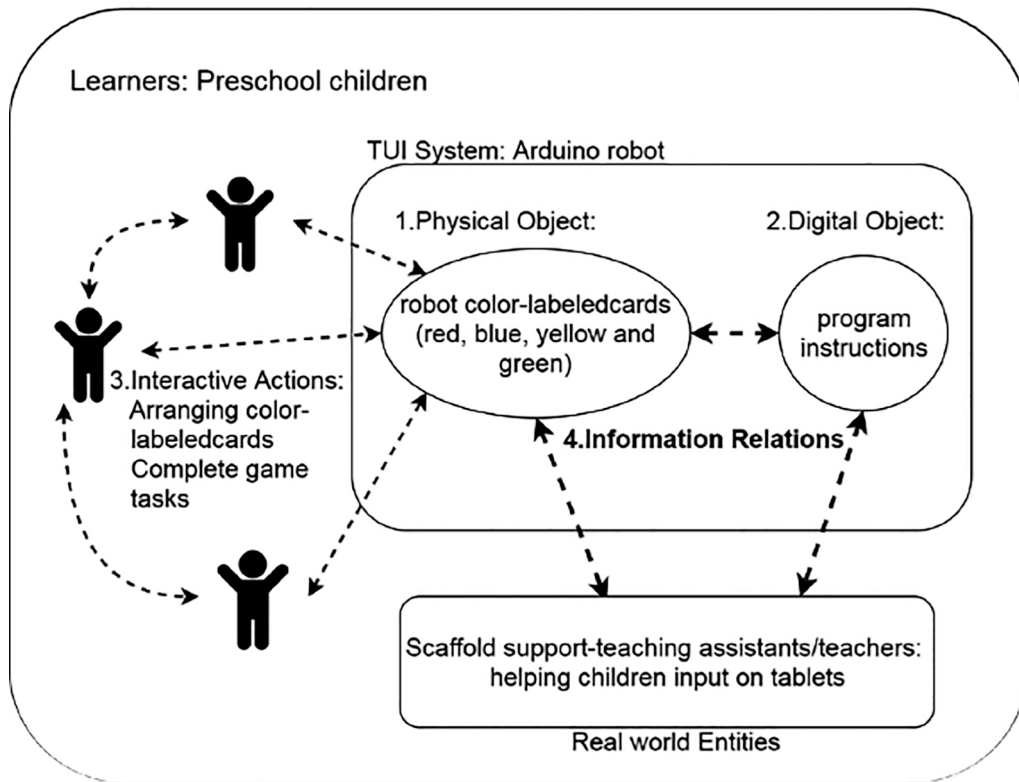 Learners: Preschool children
TUI System: Arduino robot
1.Physical Object:
2.Digital Object:
robot color-labeledcards
(red, blue, yellow and
green)
program
instructions
3.Interactive Actions:
Arranging color-
labeledcards
Complete game
tasks
4.Information Relations
Scaffold support-teaching assistants/teachers:
helping children input on tablets
Real world Entities